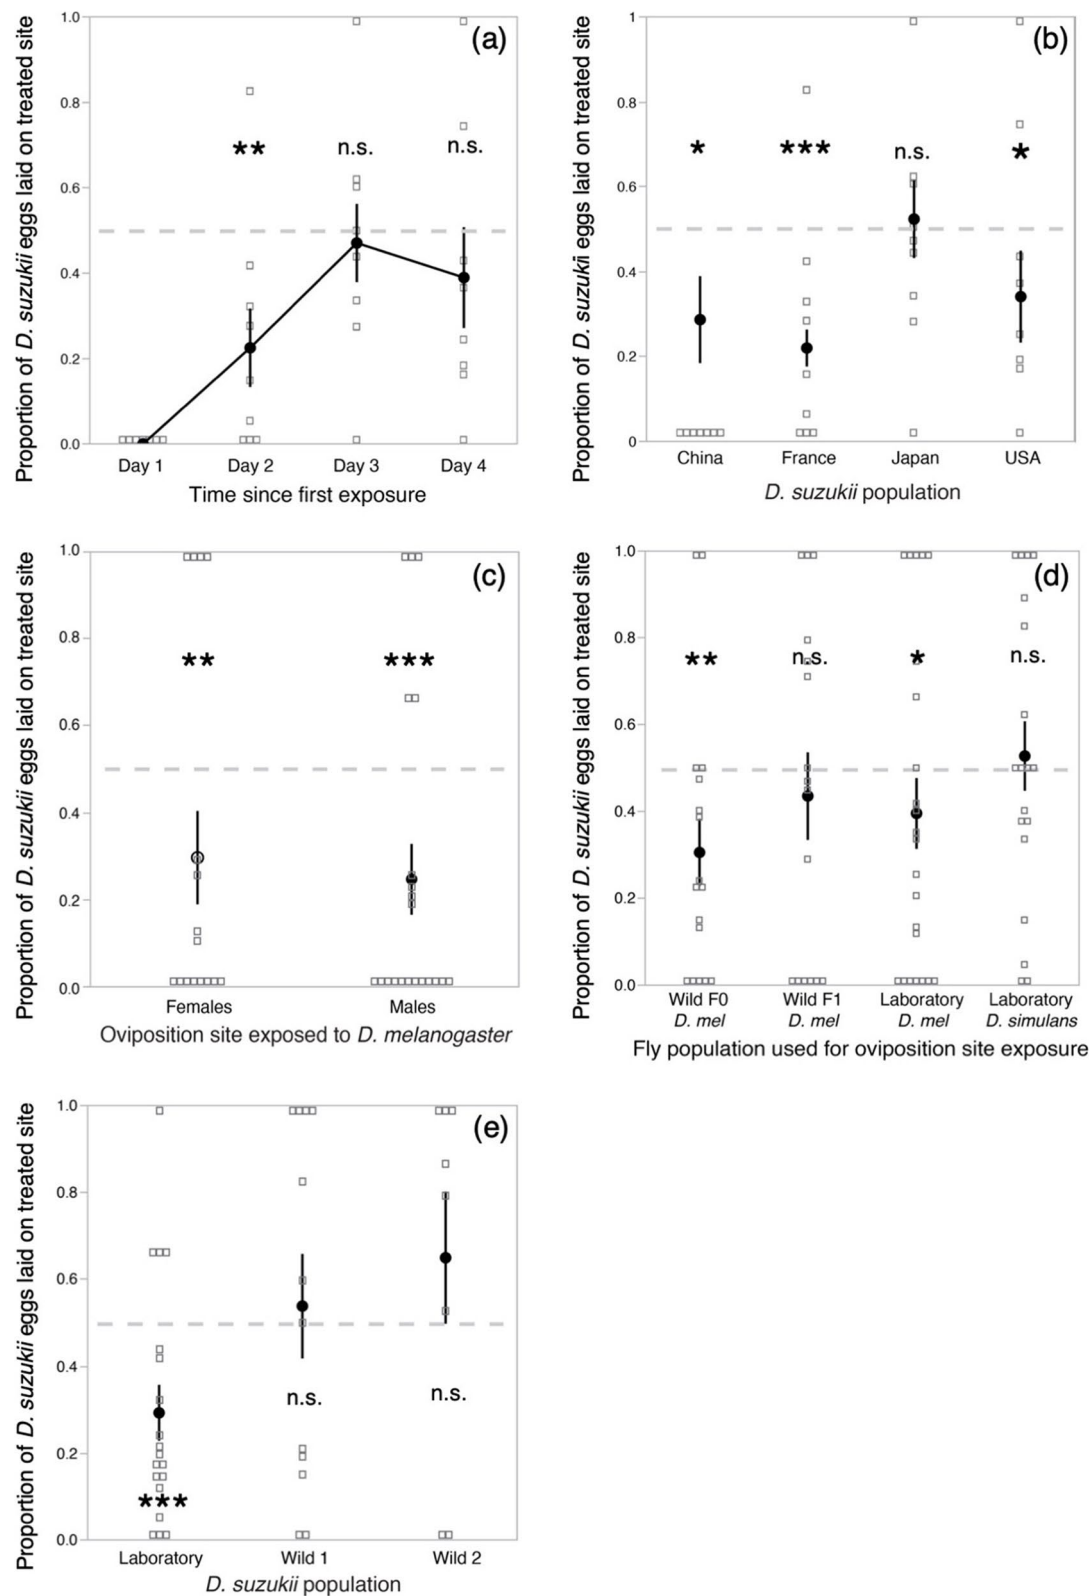 (a)
Proportion of D. suzukii eggs laid on treated site
1.0
0.8
0.6
0.4
0.2
0.0
** n.s. n.s.
Day 1 Day 2 Day 3 Day 4
Time since first exposure
(b)
Proportion of D. suzukii eggs laid on treated site
1
0.8
0.6
0.4
0.2
0
* *** n.s. *
China France Japan USA
D. suzukii population
(c)
Proportion of D. suzukii eggs laid on treated site
1.0
0.8
0.6
0.4
0.2
0.0
** ***
Females Males
Oviposition site exposed to D. melanogaster
(d)
Proportion of D. suzukii eggs laid on treated site
1.0
0.8
0.6
0.4
0.2
0.0
** n.s. * n.s.
Wild F0 Wild F1 Laboratory Laboratory
D. mel D. mel D. mel D. simulans
Fly population used for oviposition site exposure
(e)
Proportion of D. suzukii eggs laid on treated site
1.0
0.8
0.6
0.4
0.2
0.0
*** n.s. n.s.
Laboratory Wild 1 Wild 2
D. suzukii population